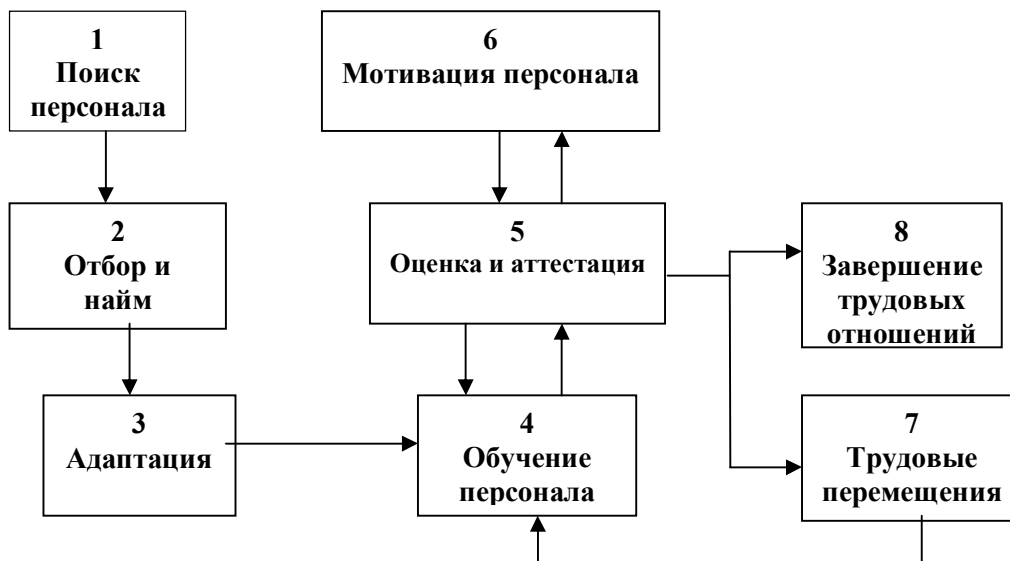 1
Поиск
персонала
6
Мотивация персонала
2
Отбор и
найм
5
Оценка и аттестация
8
Завершение
трудовых
отношений
3
Адаптация
4
Обучение
персонала
7
Трудовые
перемещения